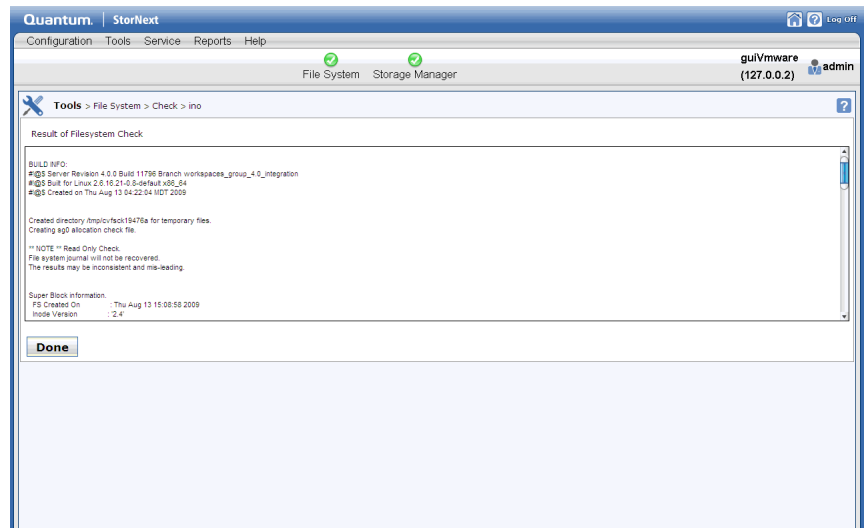 Quantum. StorNext
Log Off
Configuration Tools Service Reports Help
File System Storage Manager
guiVmware
(127.0.0.2)
admin
Tools > File System > Check > ino
Result of Filesystem Check
BUILD INFO:
#!@$ Server Revision 4.0.0 Build 11796 Branch workspaces_group_4.0_integration
#!@$ Built for Linux 2.6.16.21-0.8-default x86_64
#!@$ Created on Thu Aug 13 04:22:04 MDT 2009
Created directory /tmp/cvfsck19476a for temporary files.
Creating sg0 allocation check file.
** NOTE ** Read Only Check.
File system journal will not be recovered.
The results may be inconsistent and mis-leading.
Super Block information.
FS Created On : Thu Aug 13 15:08:58 2009
Inode Version : '2.4'
Done